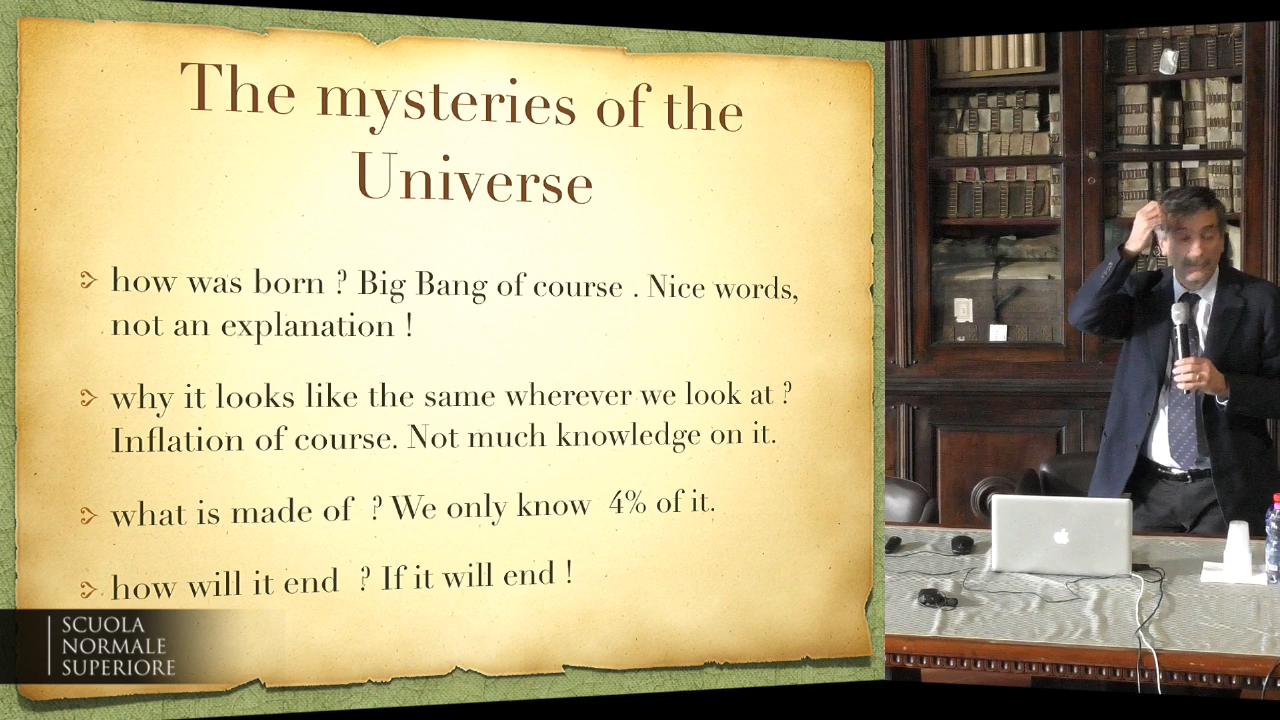 The mysteries of the
Universe
how was born ? Big Bang of course . Nice words,
not an explanation !
why it looks like the same wherever we look at ?
Inflation of course. Not much knowledge on it.
what is made of ? We only know 4% of it.
how will it end ? If it will end !
SCUOLA
NORMALE
SUPERIORE